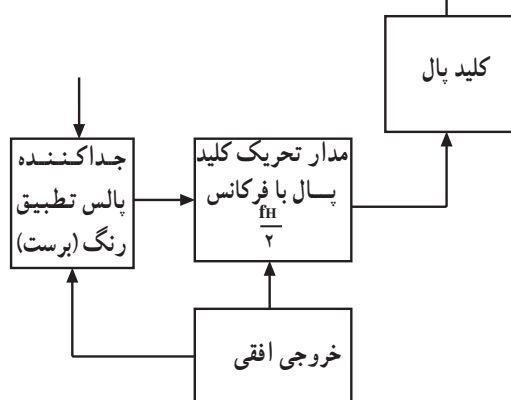 کلید پال
جداکننده
پالس تطبیق
رنگ (برست)
مدار تحریک کلید
پال با فرکانس
fH
۲
خروجی افقی